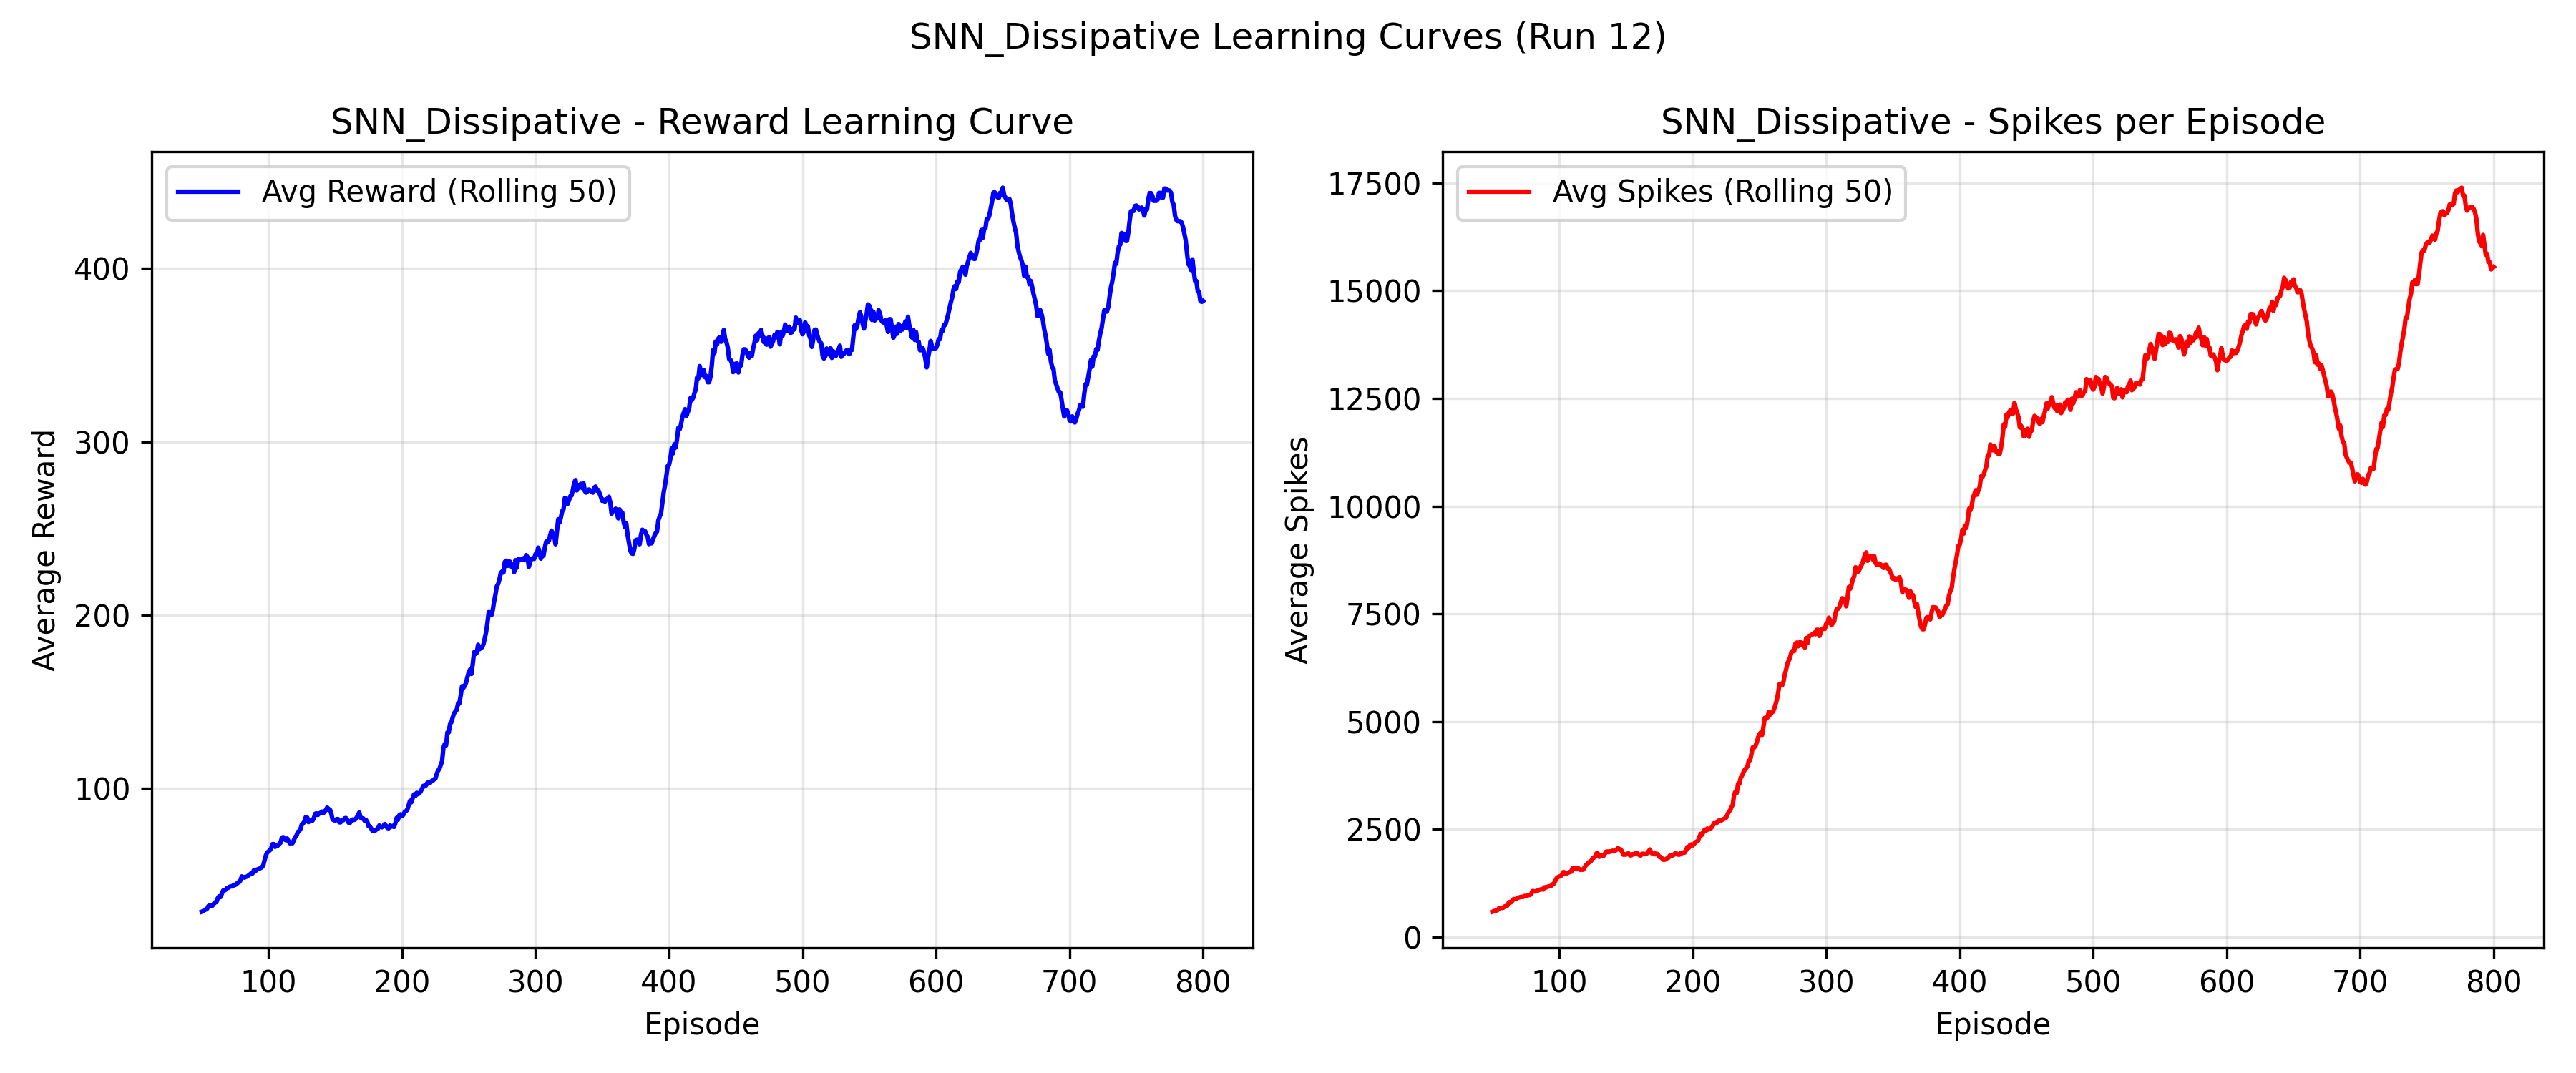 SNN_Dissipative Learning Curves (Run 12)
SNN_Dissipative - Reward Learning Curve
Avg Reward (Rolling 50)
Average Reward
400
300
200
100
100 200 300 400 500 600 700 800
Episode
SNN_Dissipative - Spikes per Episode
Avg Spikes (Rolling 50)
Average Spikes
17500
15000
12500
10000
7500
5000
2500
0
100 200 300 400 500 600 700 800
Episode